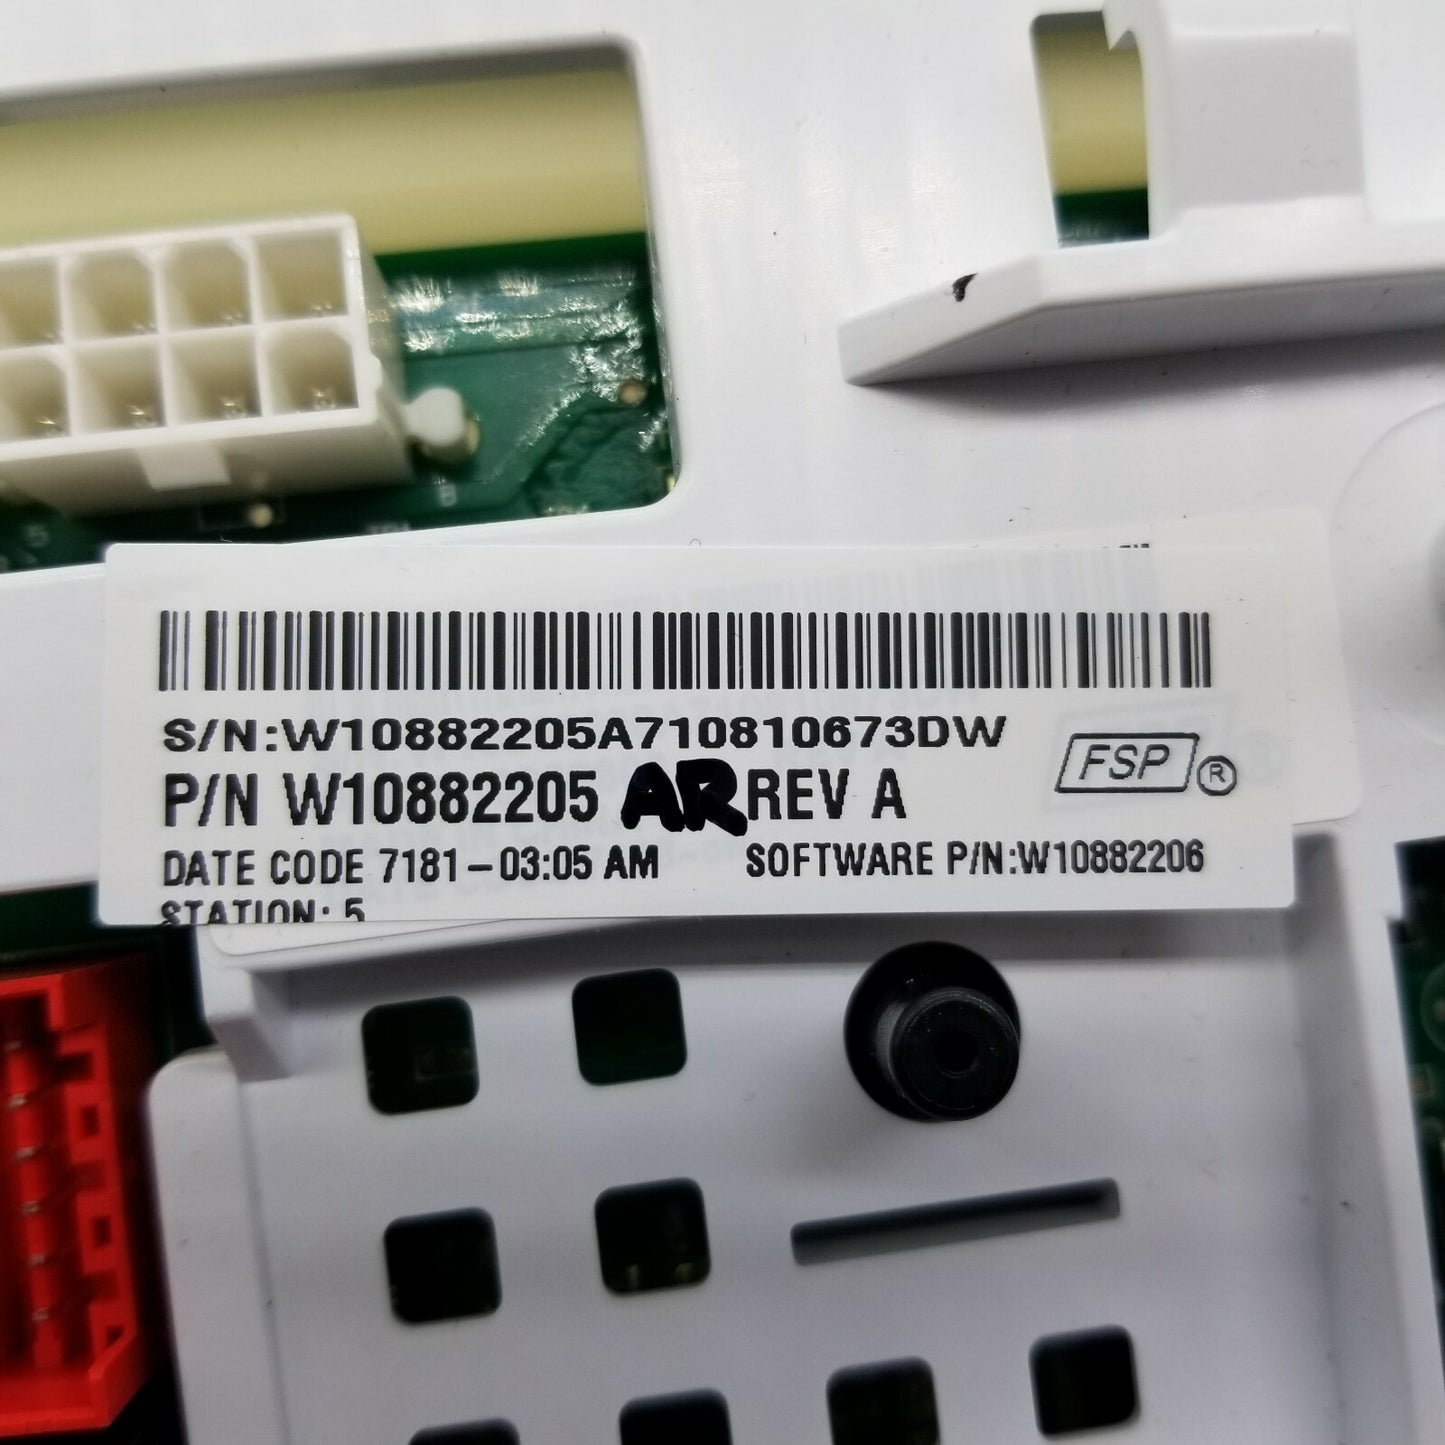 S/N:W10882205A710810673DW
P/N W10882205 AR REV A
FSP ®
DATE CODE 7181-03:05 AM SOFTWARE P/N:W10882206
STATION: 5